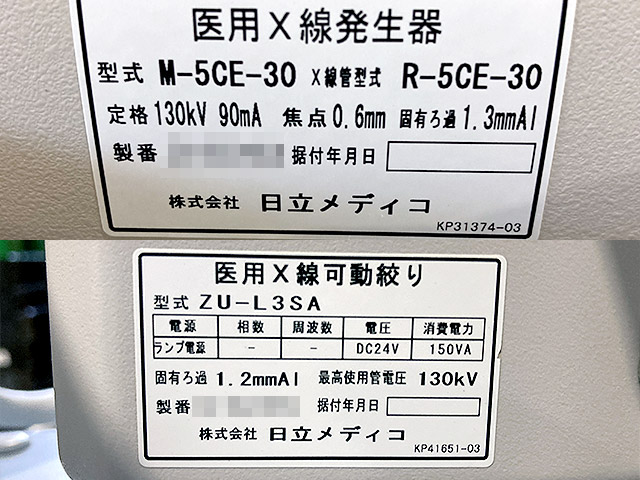 医用X線発生器
型式 M-5CE-30 X線管型式 R-5CE-30
定格 130kV 90mA 焦点 0.6mm 固有ろ過 1.3mmAl
製番 据付年月日
株式会社 日立メディコ
KP31374-03
医用X線可動絞り
型式 ZU-L3SA
電源 相数 周波数 電圧 消費電力
ランプ電源 - - DC24V 150VA
固有ろ過 1.2mmAl 最高使用管電圧 130kV
製番 据付年月日
株式会社 日立メディコ
KP41651-03